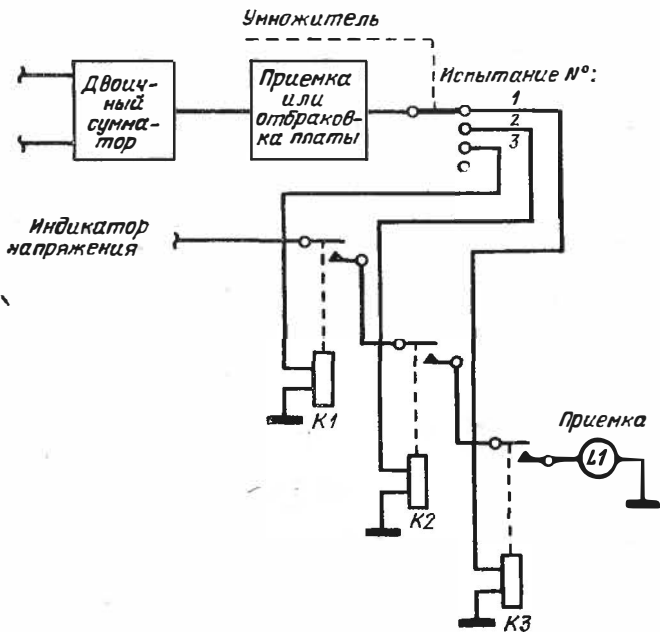 Умножитель
Двоич-
ный
сумма-
тор
Приемка
или
отбраков-
ка платы
Испытание №:
1
2
3
Индикатор
напряжения
К1
К2
Приемка
L1
К3